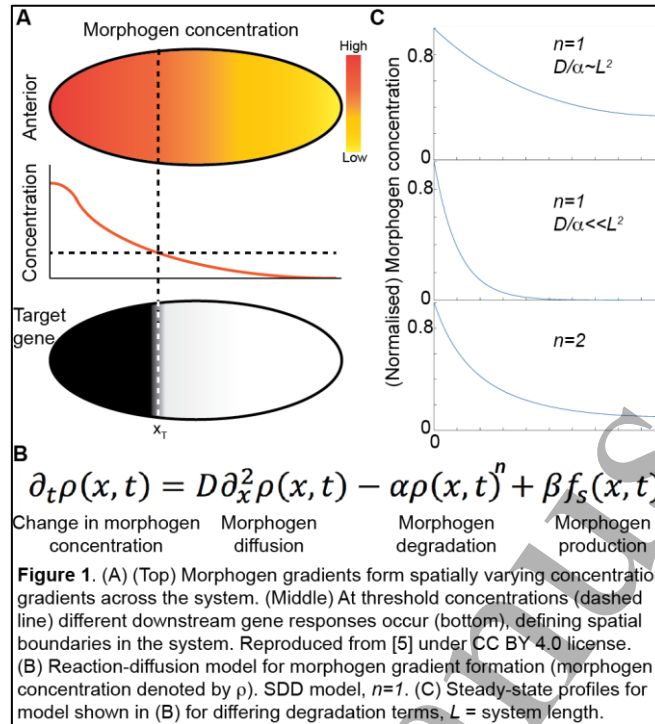 A
Morphogen concentration
High
Low
Anterior
Concentration
Target
gene
x_T
C
(Normalised) Morphogen concentration
0.8
n=1
D/α~L²
0
0.8
n=1
D/α<<L²
0
0.8
n=2
0
0
B
∂ₜρ(x, t) = D∂ₓ²ρ(x, t) − αρ(x, t)ⁿ + βfₛ(x, t)
Change in morphogen
concentration
Morphogen
diffusion
Morphogen
degradation
Morphogen
production
Figure 1. (A) (Top) Morphogen gradients form spatially varying concentratio
gradients across the system. (Middle) At threshold concentrations (dashed
line) different downstream gene responses occur (bottom), defining spatial
boundaries in the system. Reproduced from [5] under CC BY 4.0 license.
(B) Reaction-diffusion model for morphogen gradient formation (morphogen
concentration denoted by ρ). SDD model, n=1. (C) Steady-state profiles for
model shown in (B) for differing degradation terms, L = system length.